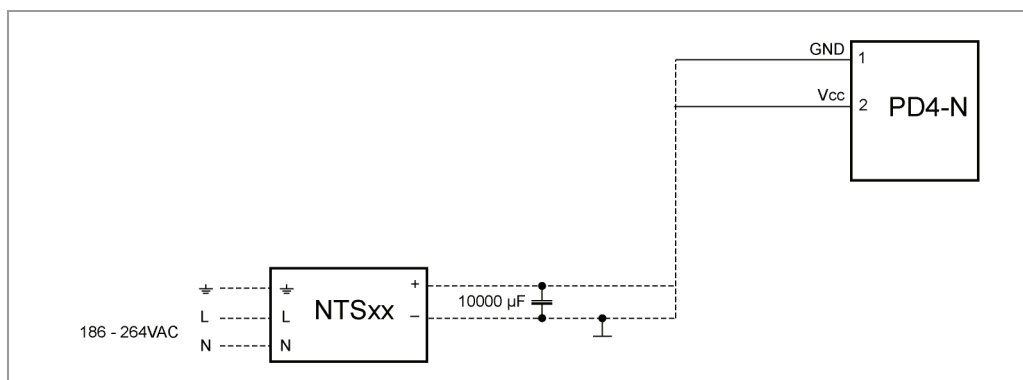 GND
1
Vcc
2
PD4-N
+
10000 µF
NTSxx
L
L
–
186 - 264VAC
N
N